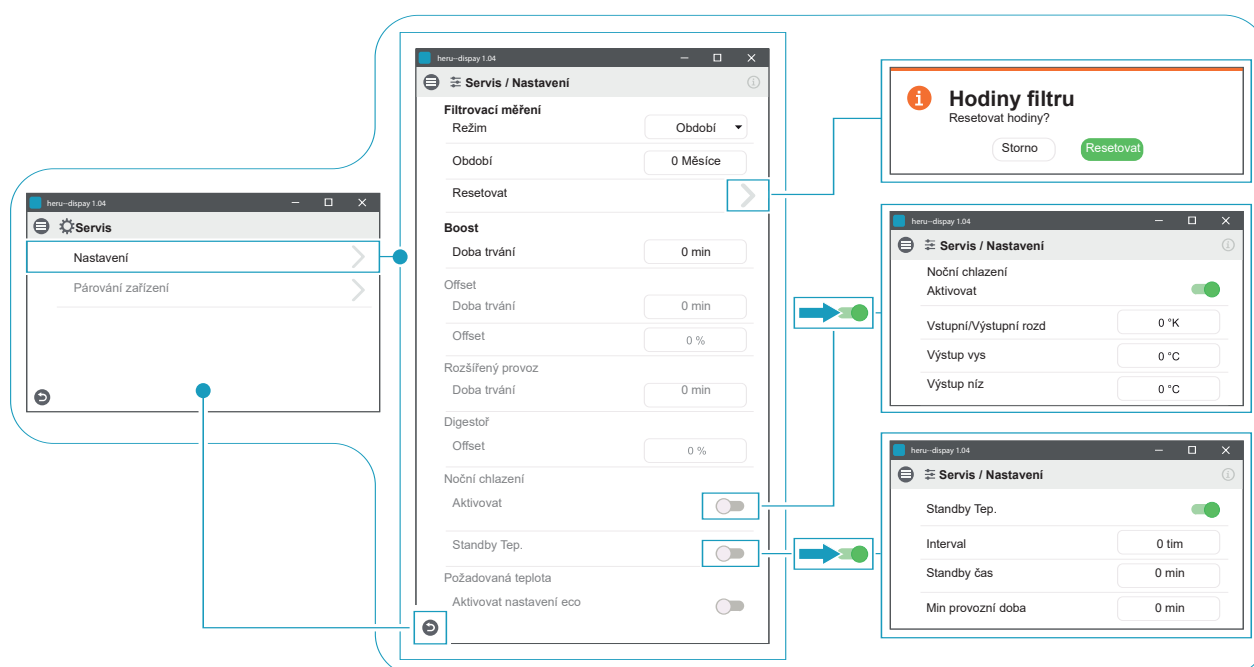 heru–dispay 1.04
Servis
Nastavení
Párování zařízení
heru–dispay 1.04
Servis / Nastavení
Filtrovací měření
Režim Období
Období 0 Měsíce
Resetovat
Boost
Doba trvání 0 min
Offset
Doba trvání 0 min
Offset 0 %
Rozšířený provoz
Doba trvání 0 min
Digestoř
Offset 0 %
Noční chlazení
Aktivovat
Standby Tep.
Požadovaná teplota
Aktivovat nastavení eco
Hodiny filtru
Resetovat hodiny?
Storno Resetovat
heru–dispay 1.04
Servis / Nastavení
Noční chlazení
Aktivovat
Vstupní/Výstupní rozd 0 °K
Výstup vys 0 °C
Výstup níz 0 °C
heru–dispay 1.04
Servis / Nastavení
Standby Tep.
Interval 0 tim
Standby čas 0 min
Min provozní doba 0 min